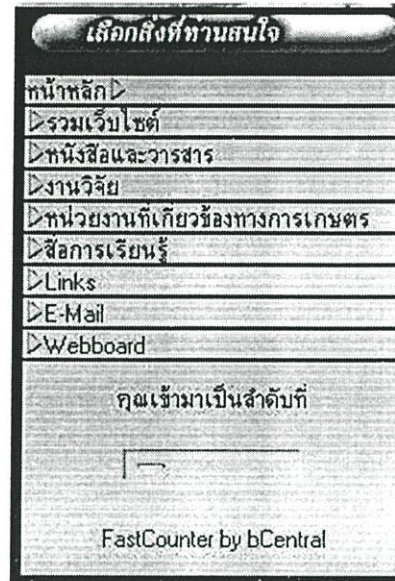 เลือกสิ่งที่ท่านสนใจ
หน้าหลัก
รวมเว็บไซต์
หนังสือและวารสาร
งานวิจัย
หน่วยงานที่เกี่ยวข้องทางการเกษตร
สื่อการเรียนรู้
Links
E-Mail
Webboard
คุณเข้ามาเป็นลำดับที่
FastCounter by bCentral